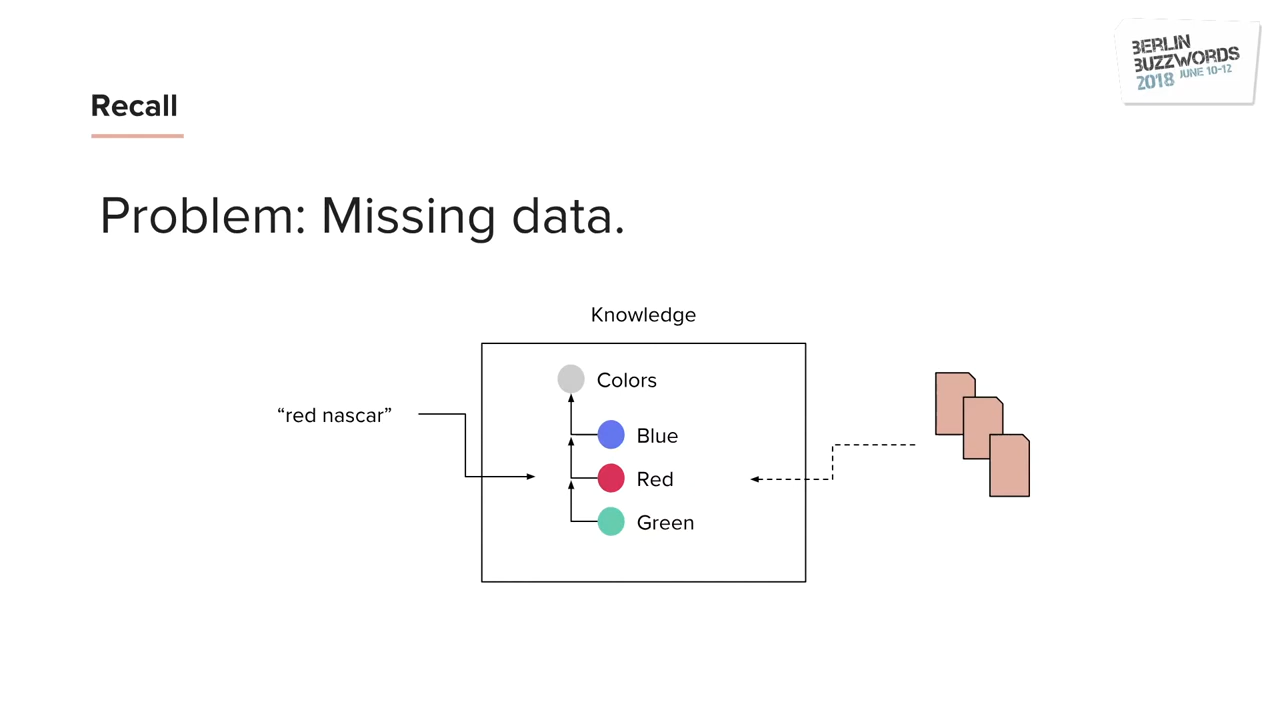 BERLIN
BUZZWORDS
2018 JUNE 10-12
Recall
Problem: Missing data.
Knowledge
Colors
“red nascar”
Blue
Red
Green